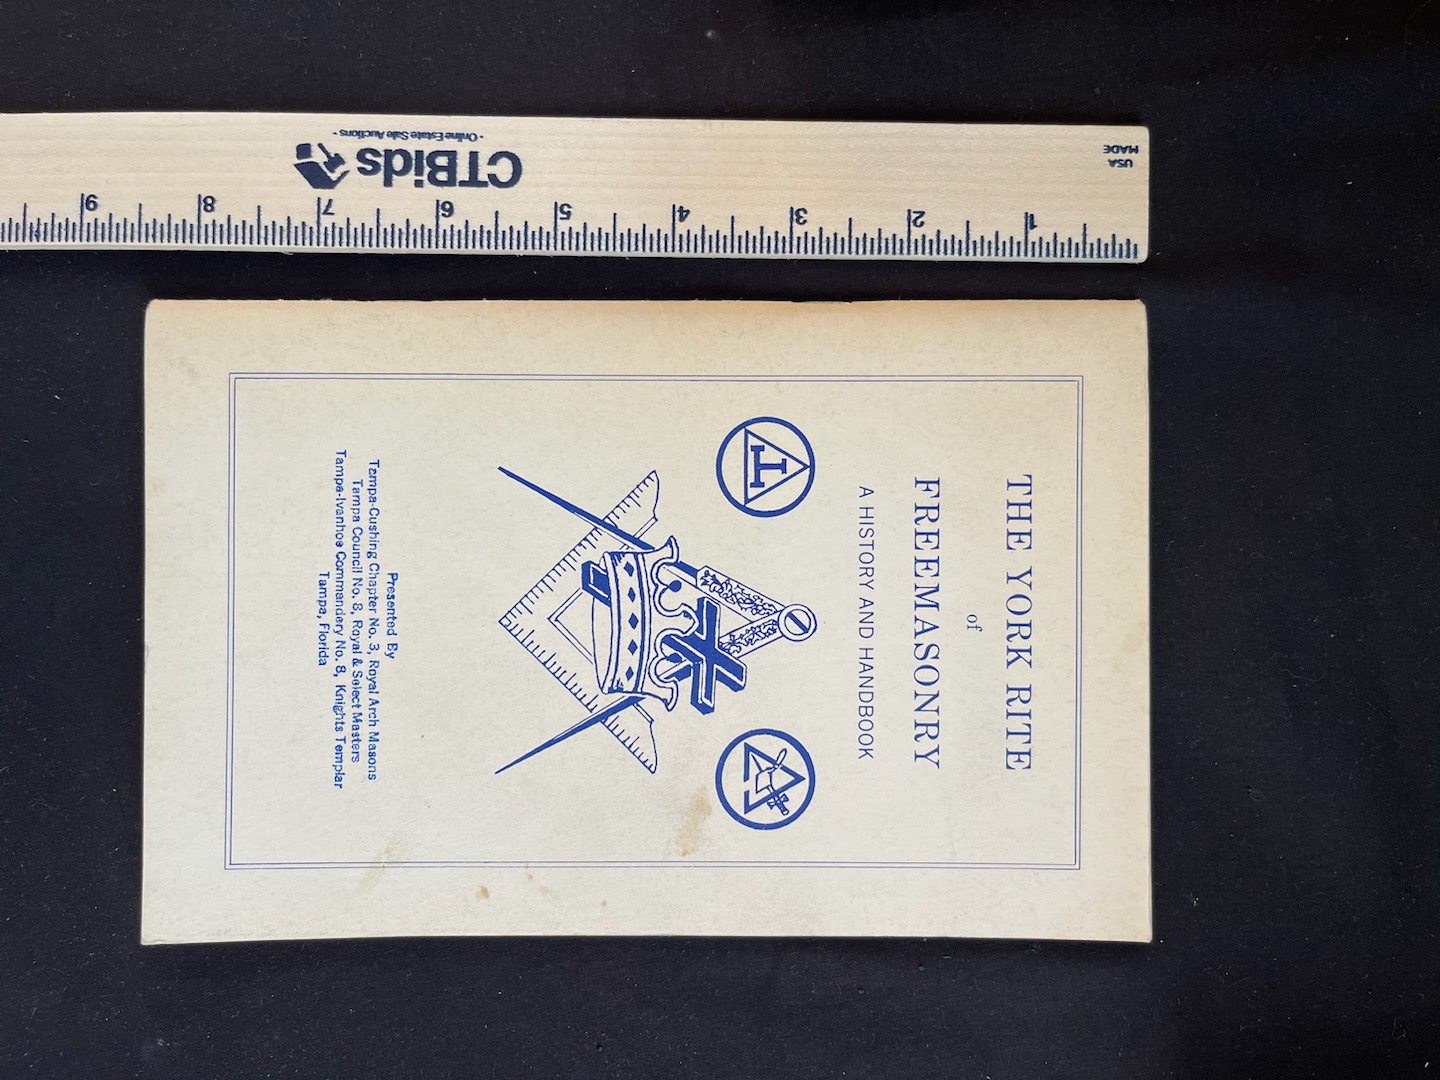 THE YORK RITE
of
FREEMASONRY
A HISTORY AND HANDBOOK
Presented By
Tampa-Cushing Chapter No. 3, Royal Arch Masons
Tampa Council No. 8, Royal & Select Masters
Tampa-Ivanhoe Commandery No. 8, Knights Templar
Tampa, Florida
CTBids
- Online Estate Sale Auctions -
MADE
USA
1 2 3 4 5 6 7 8 9